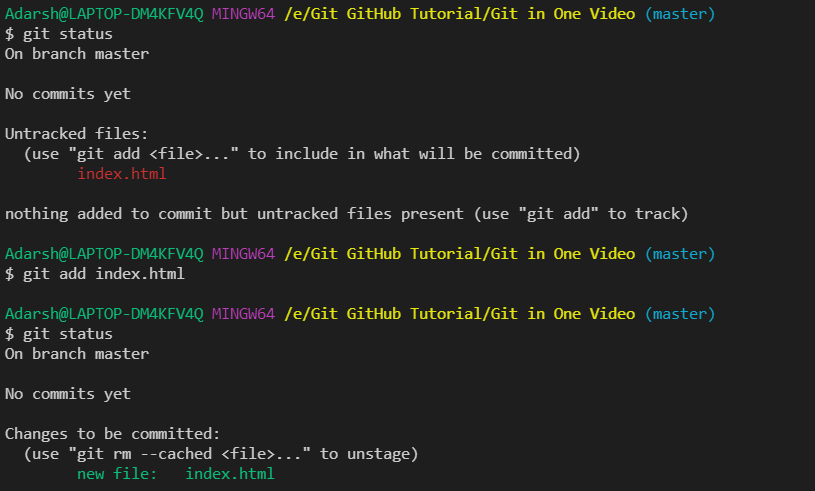 Adarsh@LAPTOP-DM4KFV4Q MINGW64 /e/Git GitHub Tutorial/Git in One Video (master)
$ git status
On branch master
No commits yet
Untracked files:
(use "git add <file>..." to include in what will be committed)
index.html
nothing added to commit but untracked files present (use "git add" to track)
Adarsh@LAPTOP-DM4KFV4Q MINGW64 /e/Git GitHub Tutorial/Git in One Video (master)
$ git add index.html
Adarsh@LAPTOP-DM4KFV4Q MINGW64 /e/Git GitHub Tutorial/Git in One Video (master)
$ git status
On branch master
No commits yet
Changes to be committed:
(use "git rm --cached <file>..." to unstage)
new file:   index.html